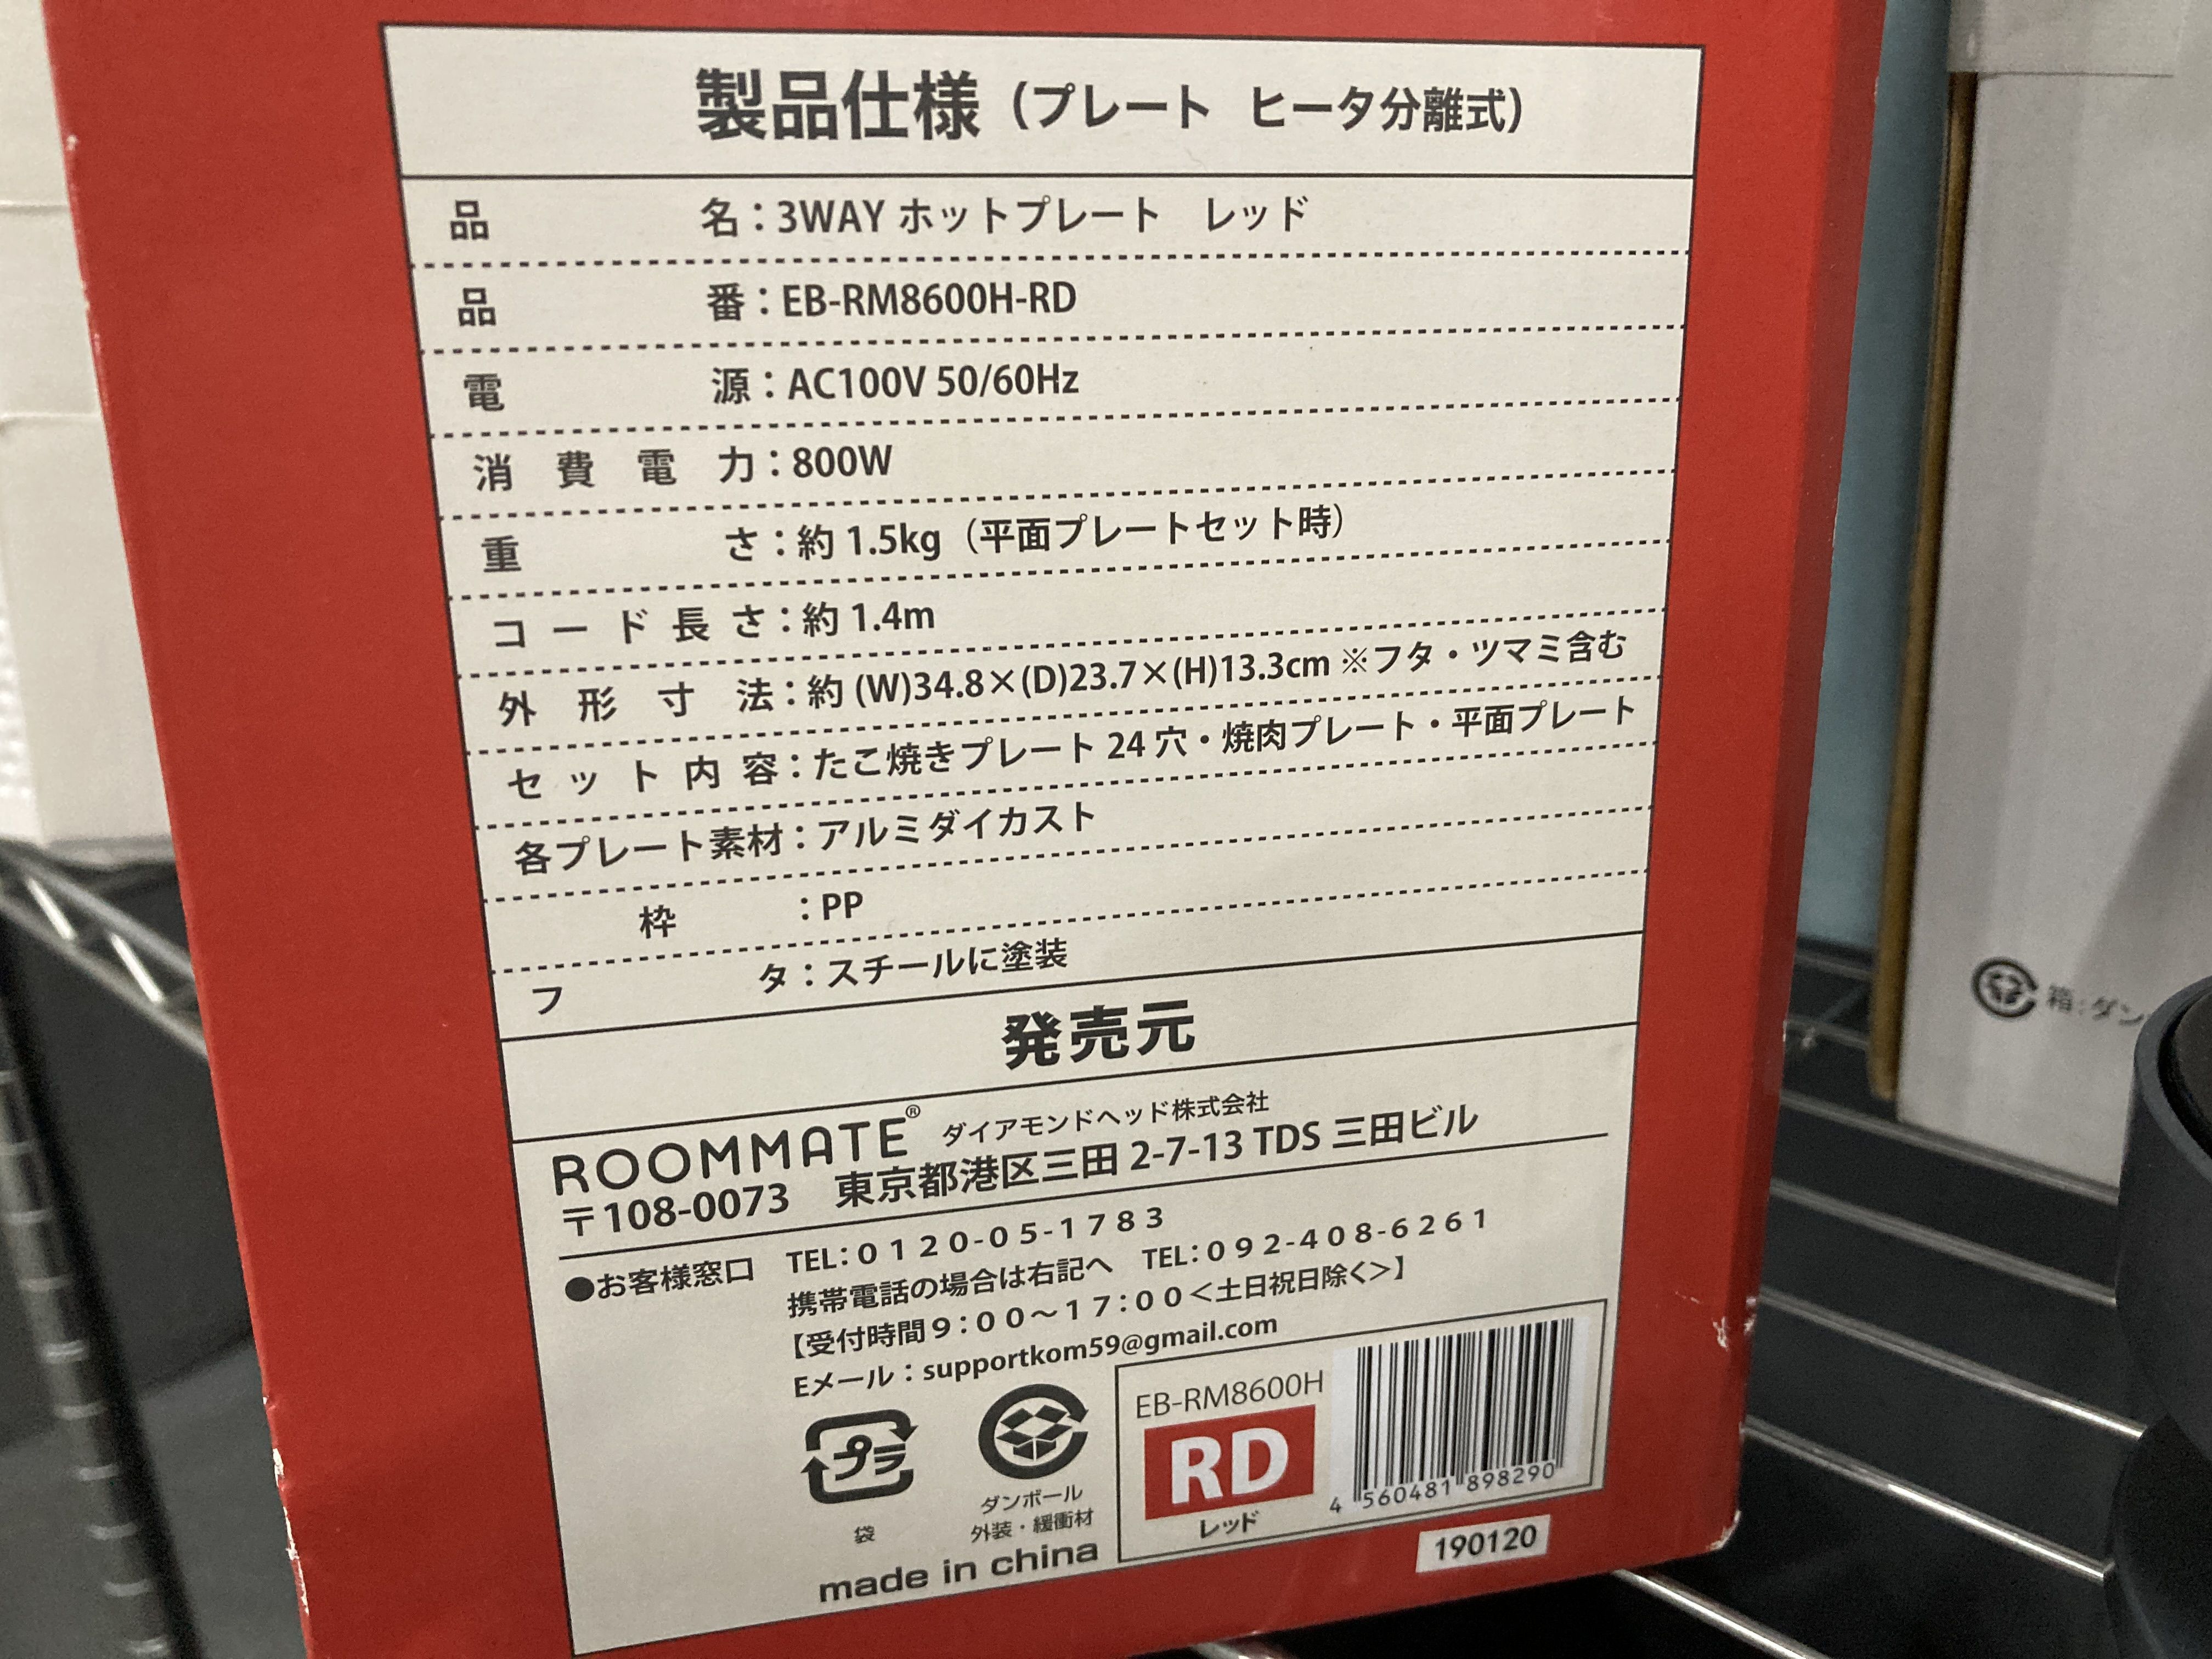 製品仕様（プレート ヒータ分離式）
品名：3WAY ホットプレート レッド
品番：EB-RM8600H-RD
電源：AC100V 50/60Hz
消費電力：800W
重さ：約 1.5kg（平面プレートセット時）
コード長さ：約 1.4m
外形寸法：約 (W)34.8×(D)23.7×(H)13.3cm ※フタ・ツマミ含む
セット内容：たこ焼きプレート 24 穴・焼肉プレート・平面プレート
各プレート素材：アルミダイカスト
枠：PP
フタ：スチールに塗装
発売元
ROOMMATE® ダイアモンドヘッド株式会社
〒108-0073 東京都港区三田 2-7-13 TDS 三田ビル
●お客様窓口 TEL：０１２０-０５-１７８３
携帯電話の場合は右記へ TEL：０９２-４０８-６２６１
【受付時間９：００～１７：００＜土日祝日除く＞】
Eメール：supportkom59@gmail.com
プラ
袋
ダンボール
外装・緩衝材
made in china
EB-RM8600H
RD
レッド
4 560481 898290
190120
箱：ダン